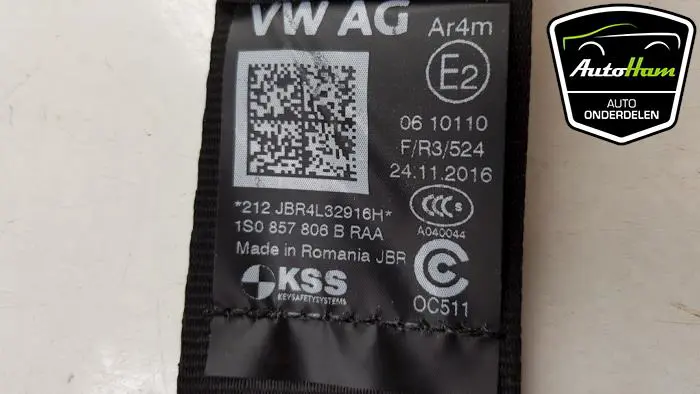 VW AG
Ar4m
E2
06 10110
F/R3/524
24.11.2016
*212 JBR4L32916H*
CCC S
1S0 857 806 B RAA
A040044
Made in Romania JBR
KSS
KEYSAFETYSYSTEMS
OC511
AutoHam
AUTO
ONDERDELEN